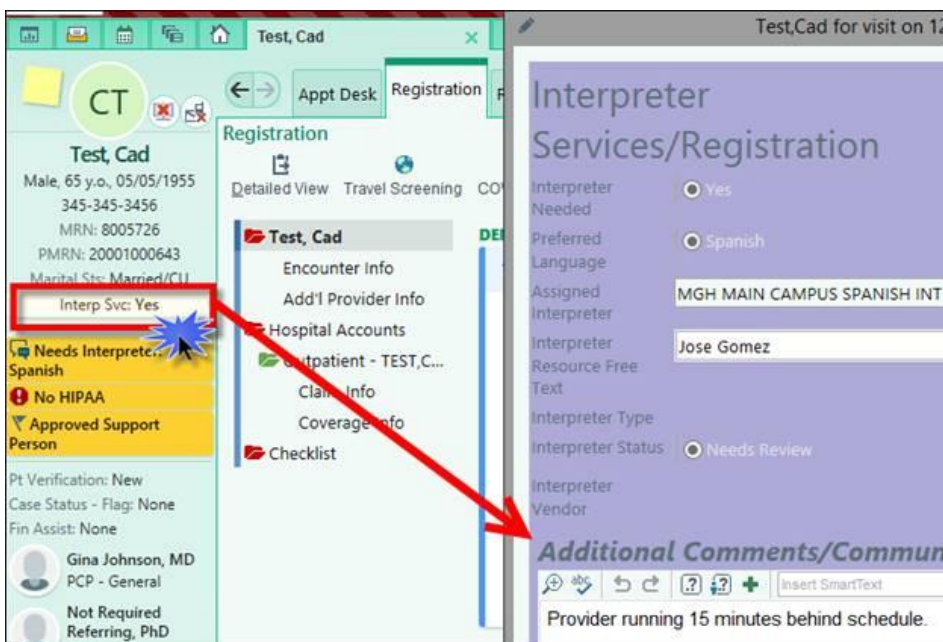 Test, Cad
CT
Test, Cad
Male, 65 y.o., 05/05/1955
345-345-3456
MRN: 8005726
PMRN: 20001000643
Marital Sts: Married/CU
Interp Svc: Yes
Needs Interpreter
Spanish
No HIPAA
Approved Support
Person
Pt Verification: New
Case Status - Flag: None
Fin Assist: None
Gina Johnson, MD
PCP - General
Not Required
Referring, PhD
Appt Desk
Registration
Registration
Detailed View
Travel Screening
Test, Cad
Encounter Info
Add'l Provider Info
Hospital Accounts
Outpatient - TEST,C...
Claim Info
Coverage Info
Checklist
Test,Cad for visit on 12
Interpreter
Services/Registration
Interpreter
Needed
Yes
Preferred
Language
Spanish
Assigned
Interpreter
MGH MAIN CAMPUS SPANISH INT
Interpreter
Resource Free
Text
Jose Gomez
Interpreter Type
Interpreter Status
Needs Review
Interpreter
Vendor
Additional Comments/Commun
abc
Insert SmartText
Provider running 15 minutes behind schedule.